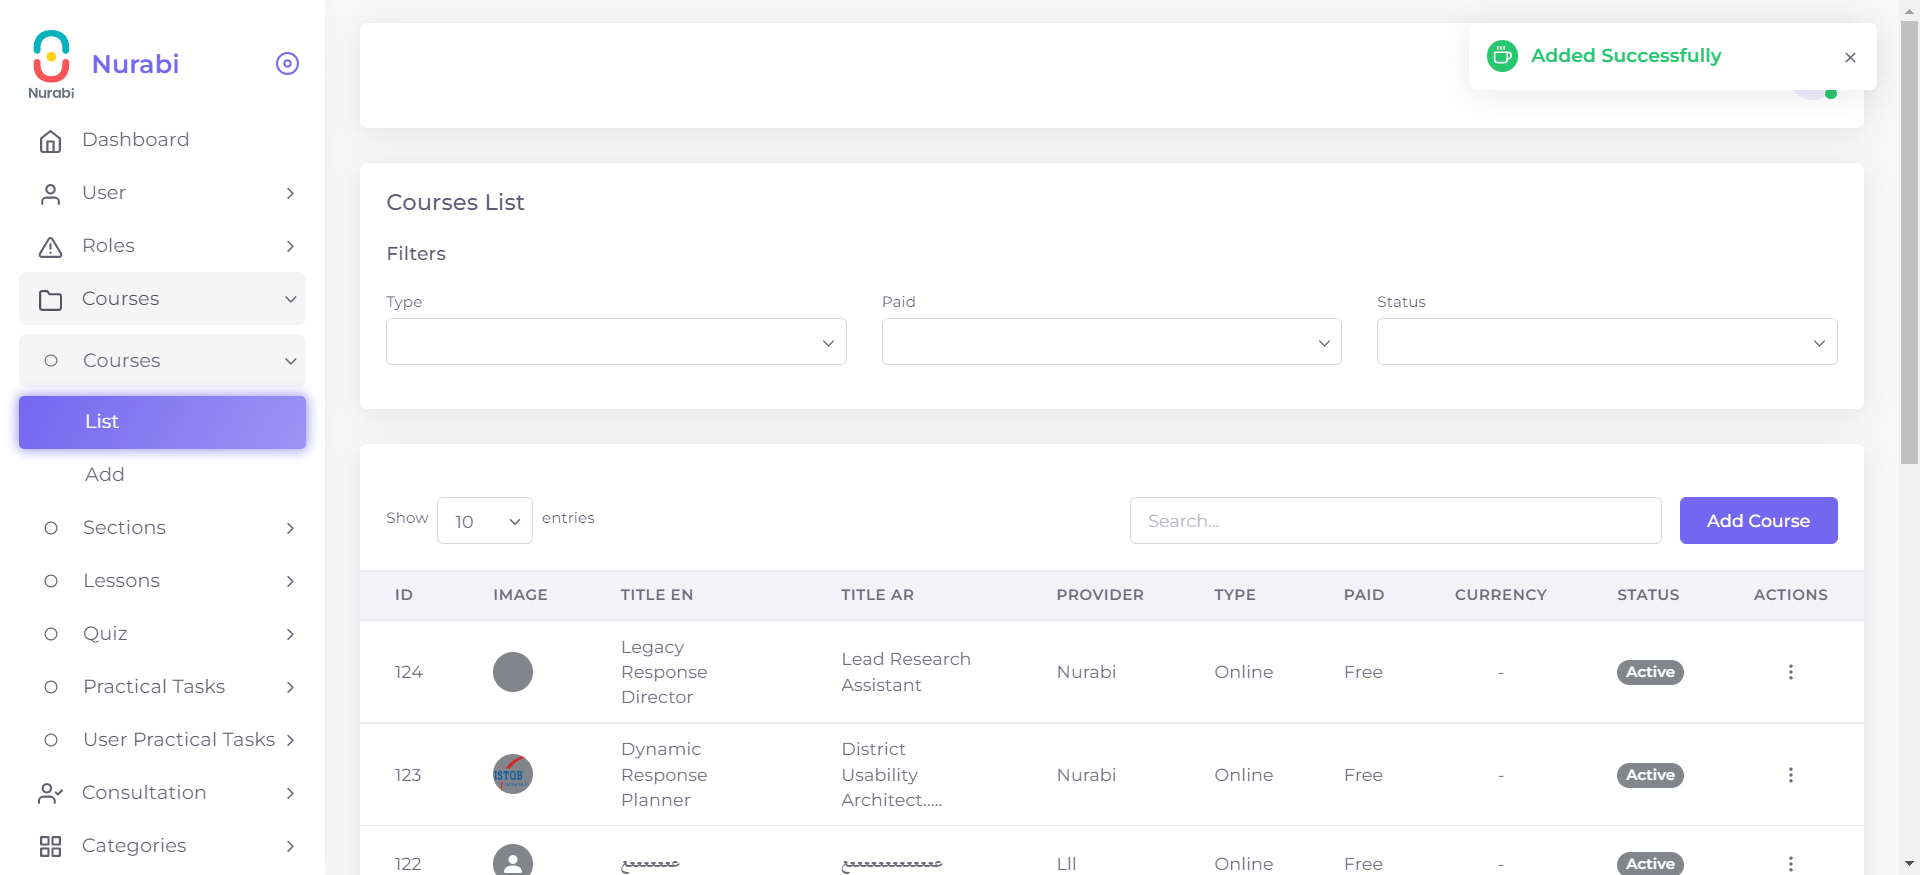 Nurabi
Nurabi
Dashboard
User
Roles
Courses
Courses
List
Add
Sections
Lessons
Quiz
Practical Tasks
User Practical Tasks
Consultation
Categories
Added Successfully
Courses List
Filters
Type
Paid
Status
Show 10 entries
Search...
Add Course
ID IMAGE TITLE EN TITLE AR PROVIDER TYPE PAID CURRENCY STATUS ACTIONS
124 Legacy Response Director Lead Research Assistant Nurabi Online Free - Active
123 ISTQB Dynamic Response Planner District Usability Architect..... Nurabi Online Free - Active
122 Lll Online Free - Active